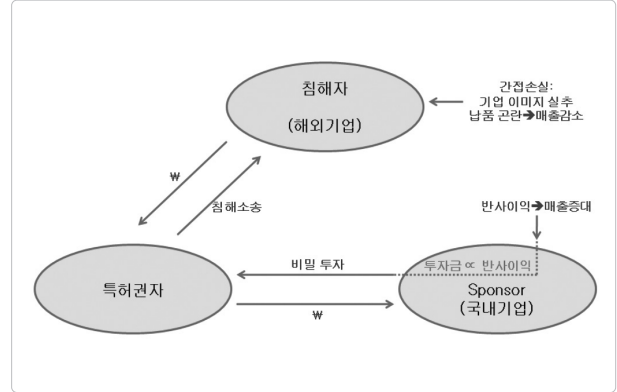 침해자
(해외기업)
간접손실:
기업 이미지 실추
납품 곤란➔매출감소
₩
침해소송
반사이익➔매출증대
비밀 투자
투자금 ∝ 반사이익
특허권자
Sponsor
(국내기업)
₩